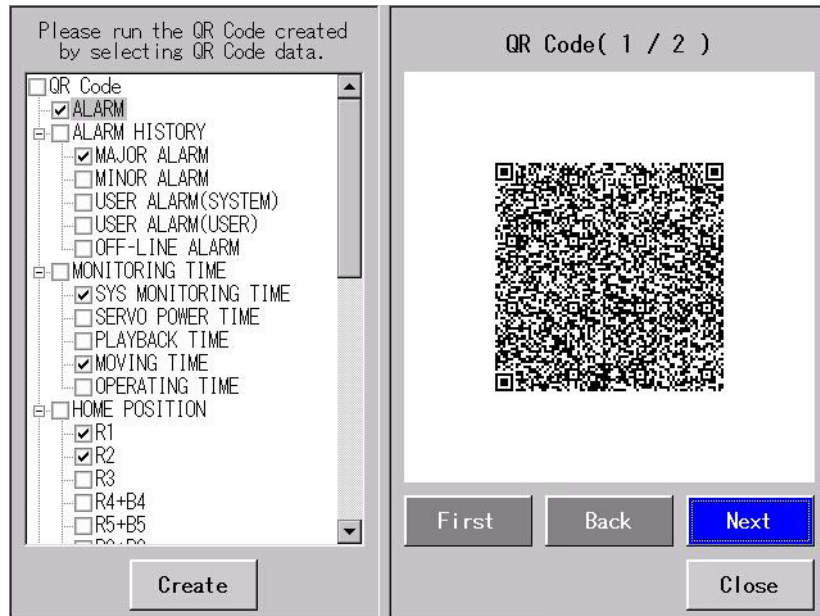 Please run the QR Code created
by selecting QR Code data.
QR Code
ALARM
ALARM HISTORY
MAJOR ALARM
MINOR ALARM
USER ALARM(SYSTEM)
USER ALARM(USER)
OFF-LINE ALARM
MONITORING TIME
SYS MONITORING TIME
SERVO POWER TIME
PLAYBACK TIME
MOVING TIME
OPERATING TIME
HOME POSITION
R1
R2
R3
R4+B4
R5+B5
Create
QR Code( 1 / 2 )
First
Back
Next
Close